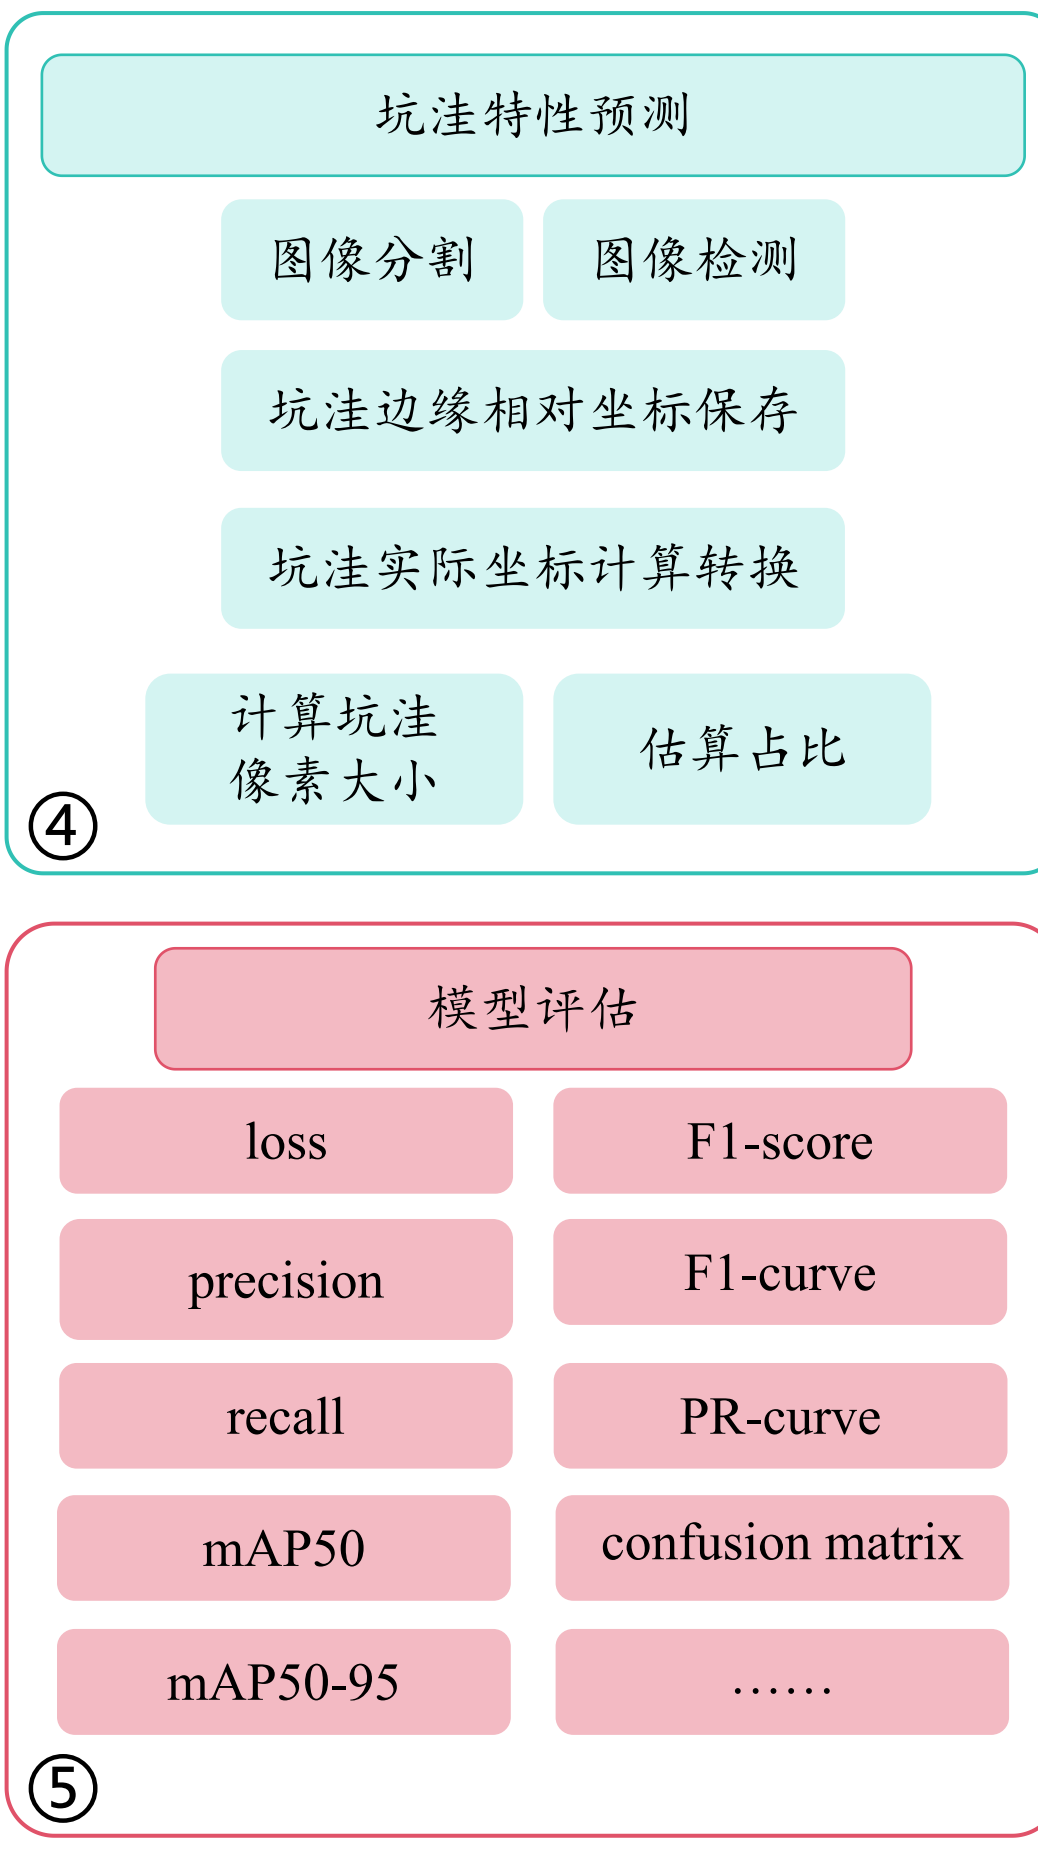 坑洼特性预测
图像分割
图像检测
坑洼边缘相对坐标保存
坑洼实际坐标计算转换
计算坑洼
像素大小
估算占比
④
模型评估
loss
F1-score
precision
F1-curve
recall
PR-curve
mAP50
confusion matrix
mAP50-95
……
⑤